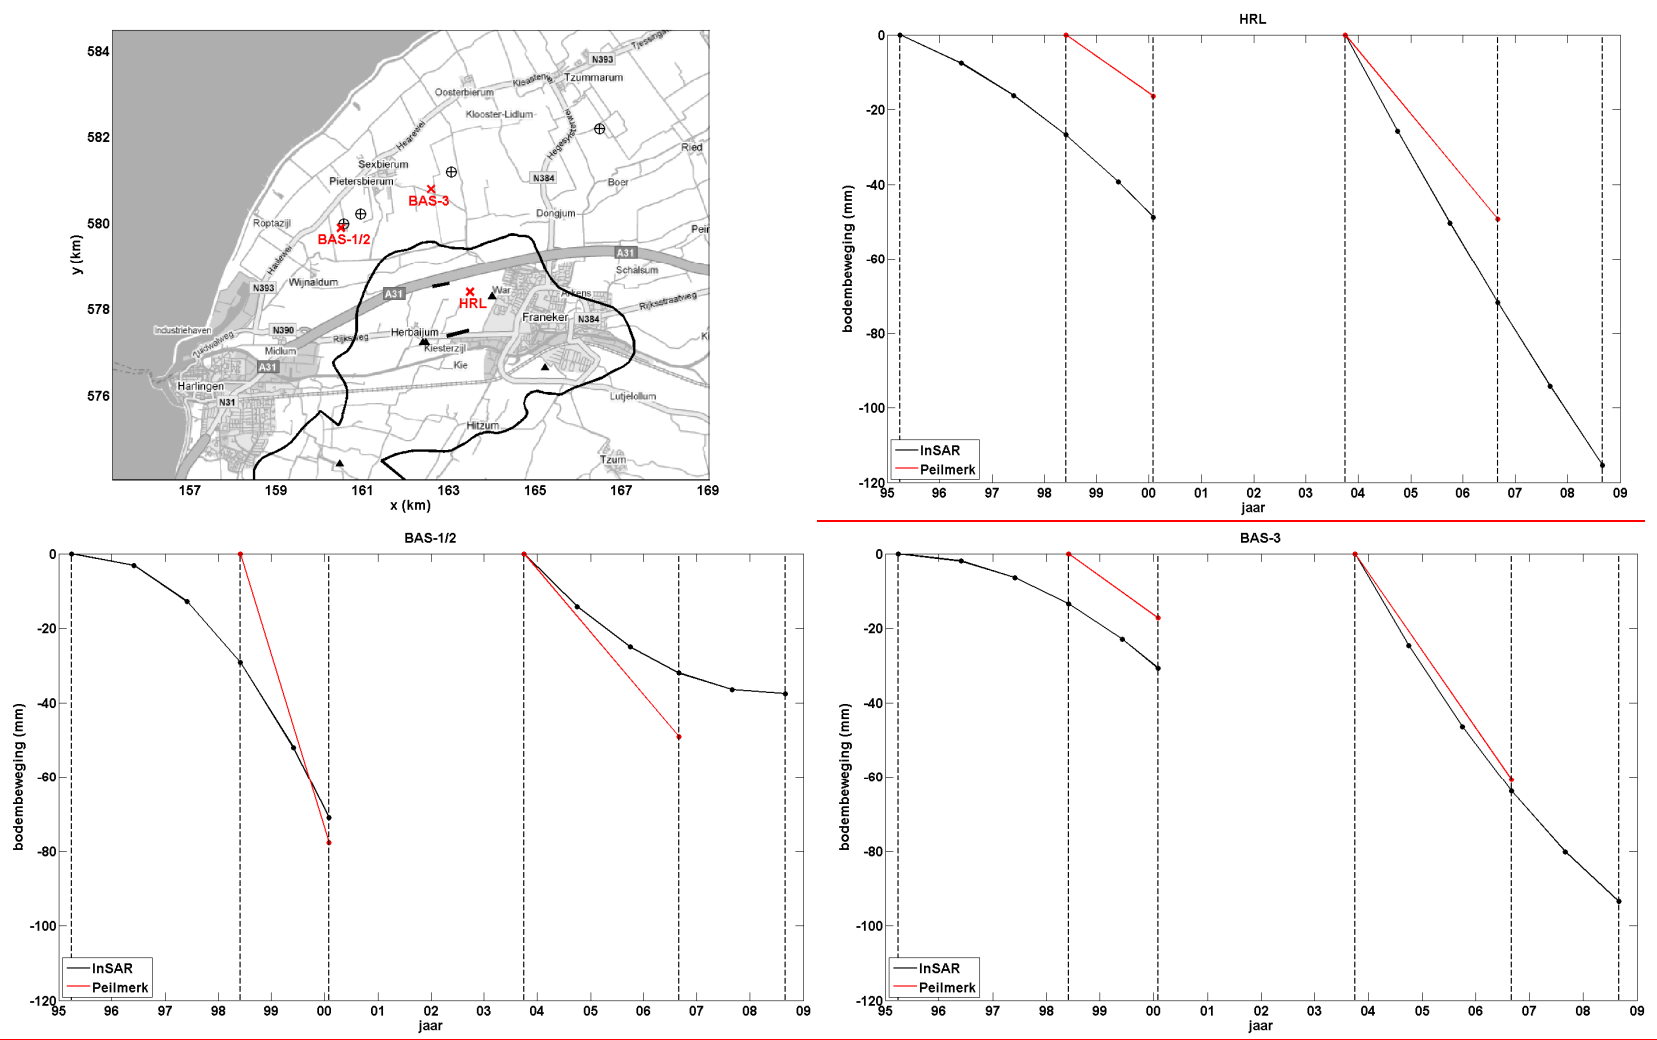 584
582
580
578
576
y (km)
157
159
161
163
165
167
169
x (km)
N393
Tzummarum
Oosterbierum
Klooster-Lidlum
Hearewei
Sexbierum
Pietersbierum
Ried
N384
Boer
BAS-3
Dongjum
Roptazijl
BAS-1/2
A31
Schalsum
Wijnaldum
N393
A31
HRL
Rijksstraatweg
Franeker
N384
Industriehaven
N390
Herbaijum
Kiesterzijl
Midlum
Kie
A31
Harlingen
N31
Lutjelollum
Hitzum
Tzum
HRL
0
-20
-40
-60
-80
-100
-120
bodembeweging (mm)
InSAR
Peilmerk
95 96 97 98 99 00 01 02 03 04 05 06 07 08 09
jaar
BAS-1/2
0
-20
-40
-60
-80
-100
-120
bodembeweging (mm)
InSAR
Peilmerk
95 96 97 98 99 00 01 02 03 04 05 06 07 08 09
jaar
BAS-3
0
-20
-40
-60
-80
-100
-120
bodembeweging (mm)
InSAR
Peilmerk
95 96 97 98 99 00 01 02 03 04 05 06 07 08 09
jaar